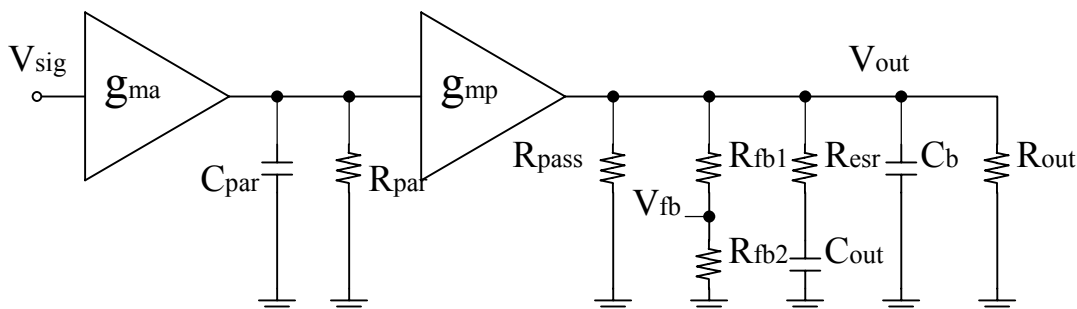 Vsig
gma
gmp
Vout
Cpar
Rpar
Rpass
Rfb1
Resr
Cb
Rout
Vfb
Rfb2
Cout